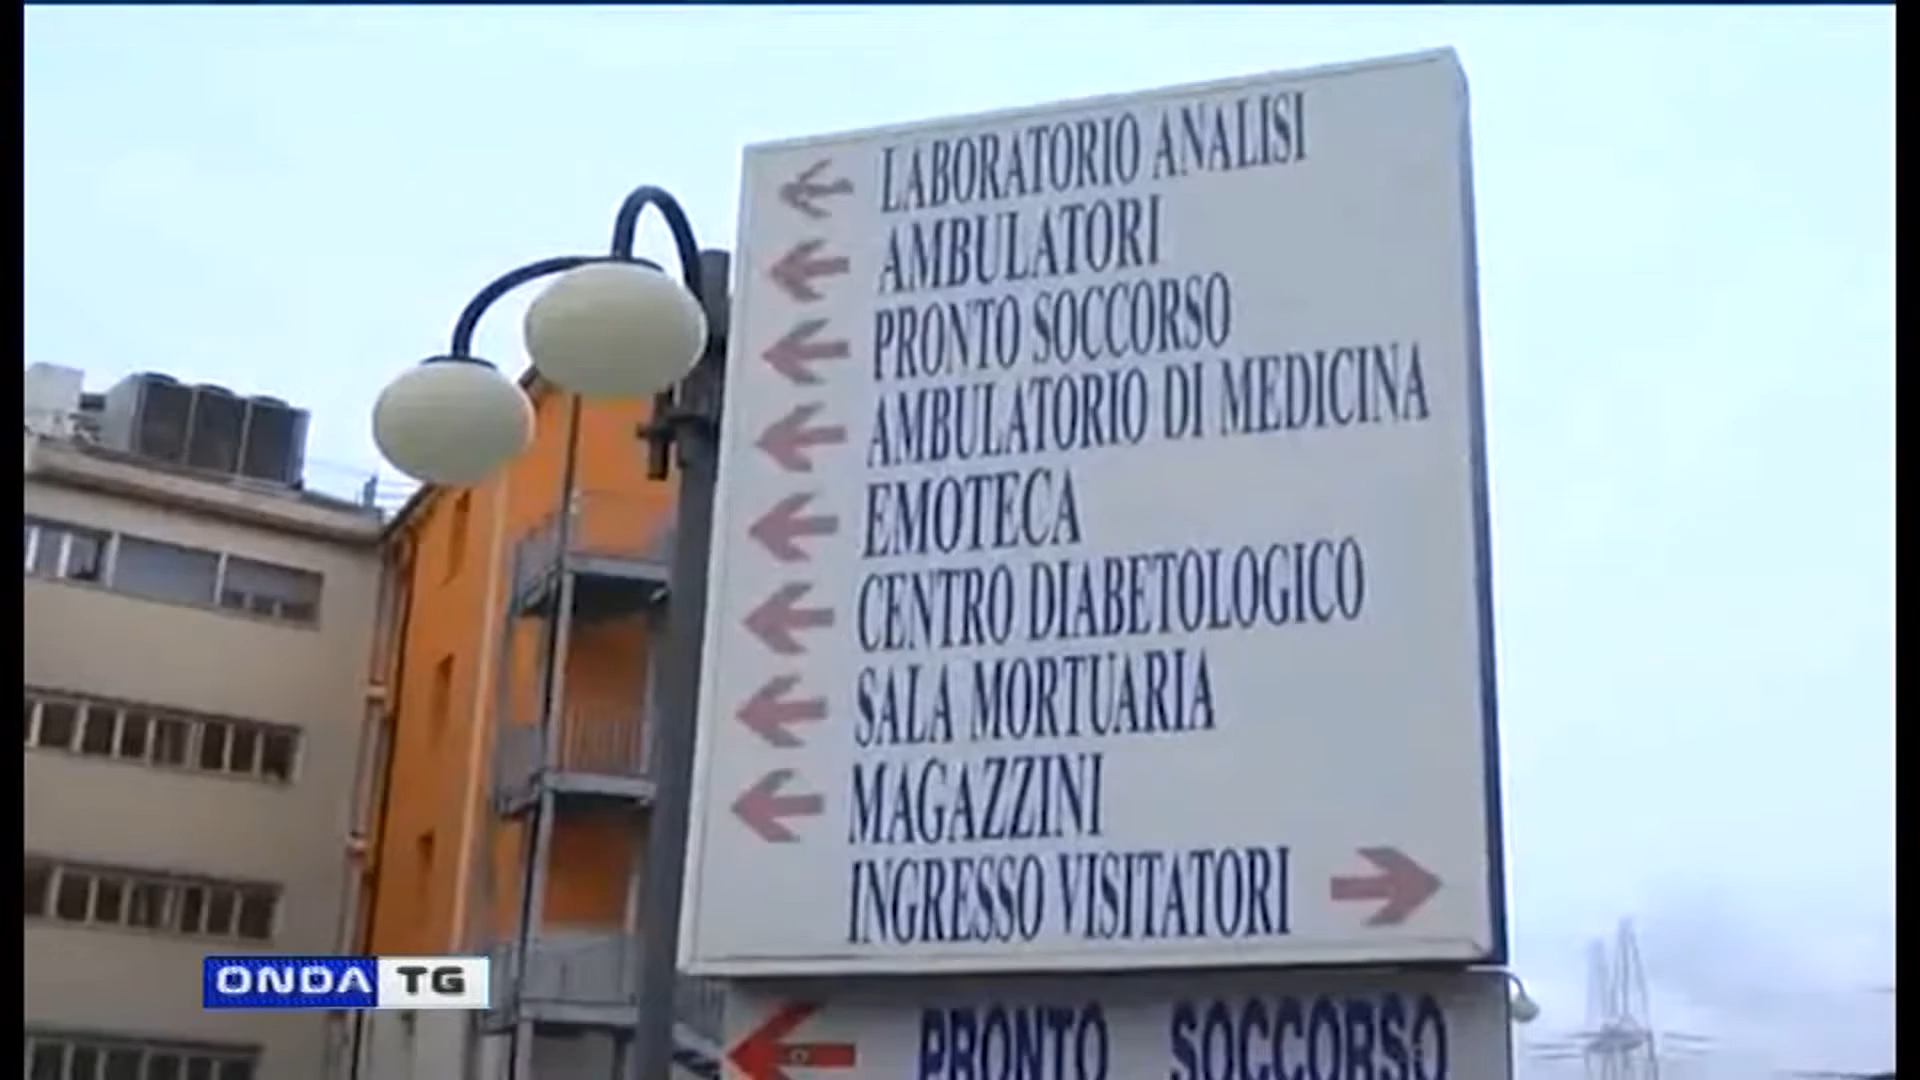 LABORATORIO ANALISI
AMBULATORI
PRONTO SOCCORSO
AMBULATORIO DI MEDICINA
EMOTECA
CENTRO DIABETOLOGICO
SALA MORTUARIA
MAGAZZINI
INGRESSO VISITATORI
ONDA TG
PRONTO SOCCORSO